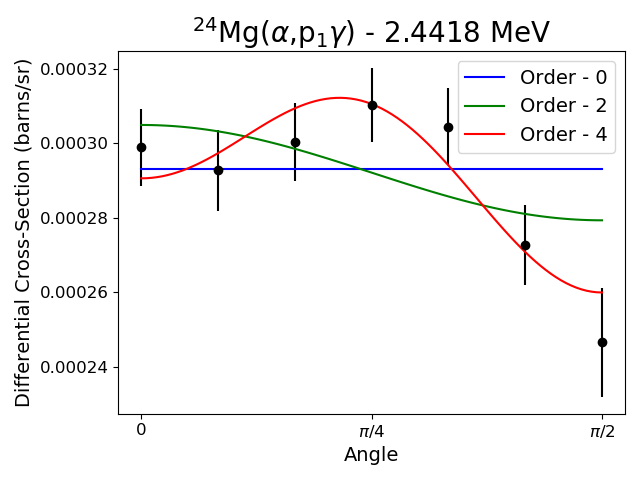 ²⁴Mg(α,p₁γ) - 2.4418 MeV
Differential Cross-Section (barns/sr)
0.00032
0.00030
0.00028
0.00026
0.00024
Order - 0
Order - 2
Order - 4
0
π/4
π/2
Angle